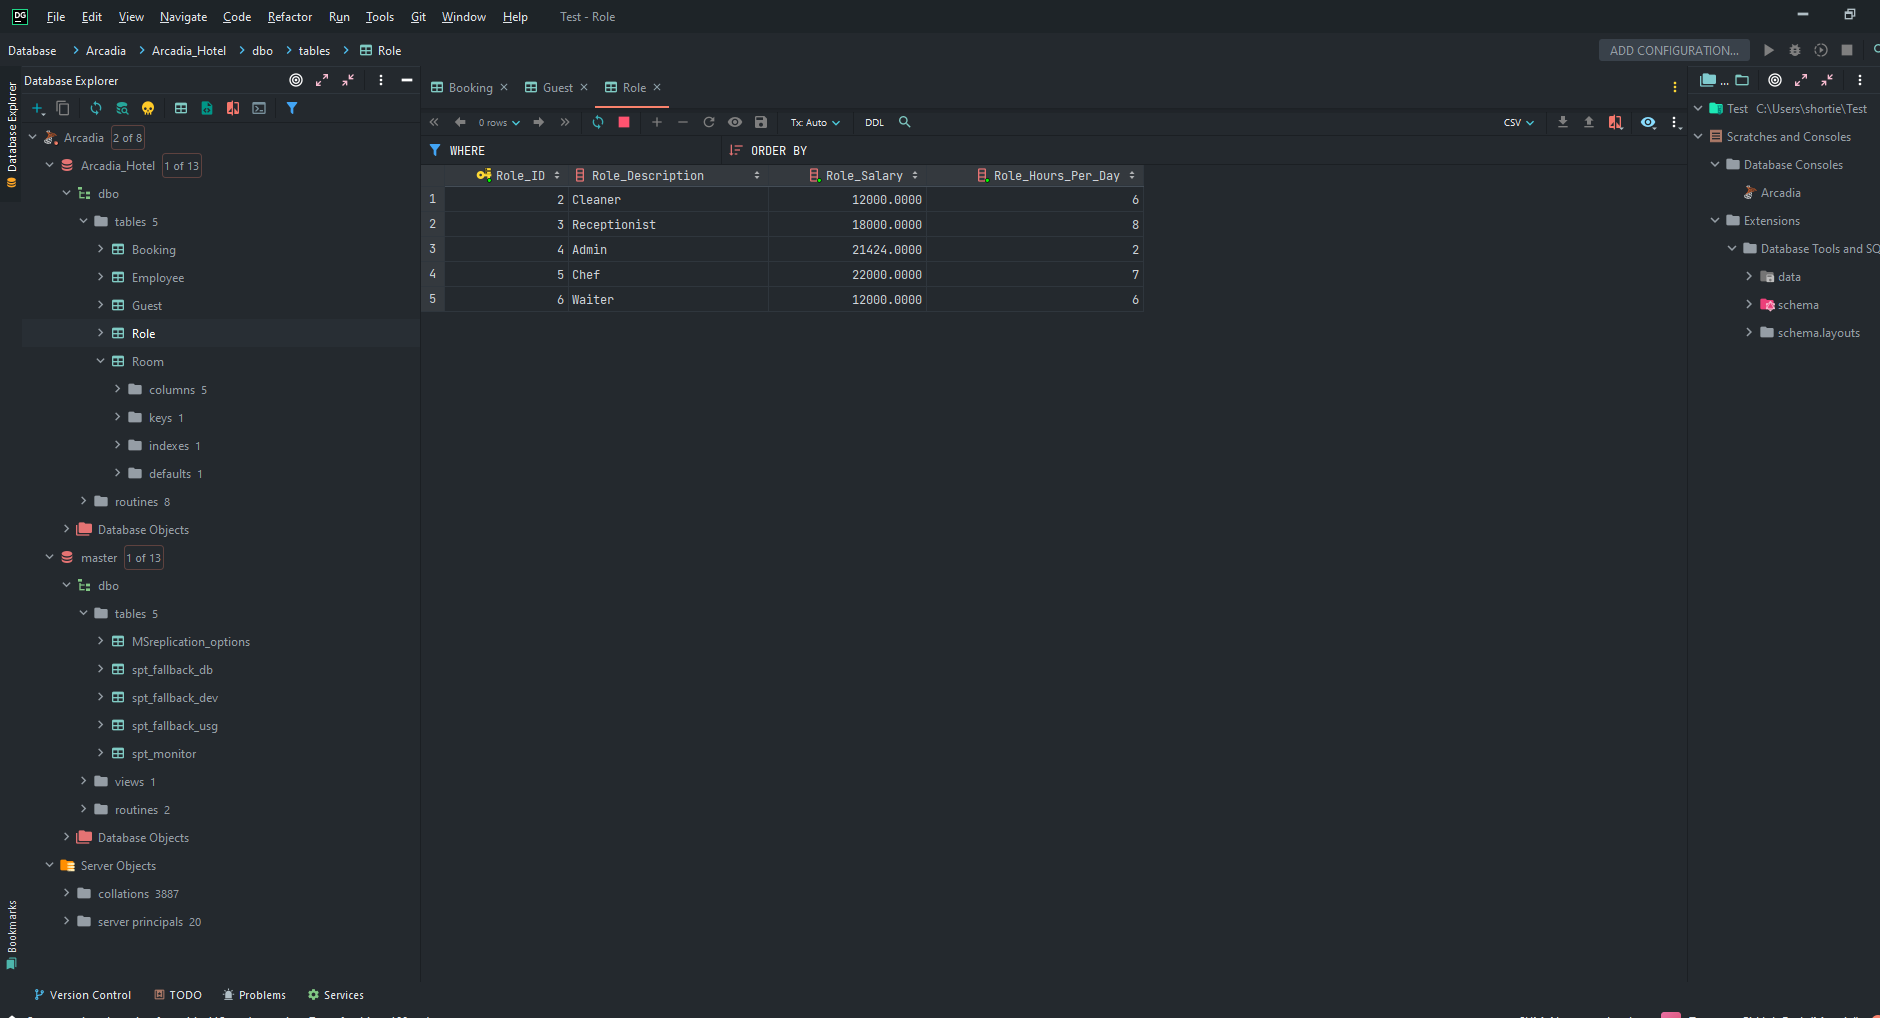 DG File Edit View Navigate Code Refactor Run Tools Git Window Help Test - Role
Database Arcadia Arcadia_Hotel dbo tables Role ADD CONFIGURATION...
Database Explorer
Database Explorer
Bookmarks
Arcadia 2 of 8
Arcadia_Hotel 1 of 13
dbo
tables 5
Booking
Employee
Guest
Role
Room
columns 5
keys 1
indexes 1
defaults 1
routines 8
Database Objects
master 1 of 13
dbo
tables 5
MSreplication_options
spt_fallback_db
spt_fallback_dev
spt_fallback_usg
spt_monitor
views 1
routines 2
Database Objects
Server Objects
collations 3887
server principals 20
Booking Guest Role
0 rows Tx: Auto DDL CSV
WHERE ORDER BY
Role_ID Role_Description Role_Salary Role_Hours_Per_Day
1 2 Cleaner 12000.0000 6
2 3 Receptionist 18000.0000 8
3 4 Admin 21424.0000 2
4 5 Chef 22000.0000 7
5 6 Waiter 12000.0000 6
...
Test C:\Users\shortie\Test
Scratches and Consoles
Database Consoles
Arcadia
Extensions
Database Tools and SQ
data
schema
schema.layouts
Version Control TODO Problems Services